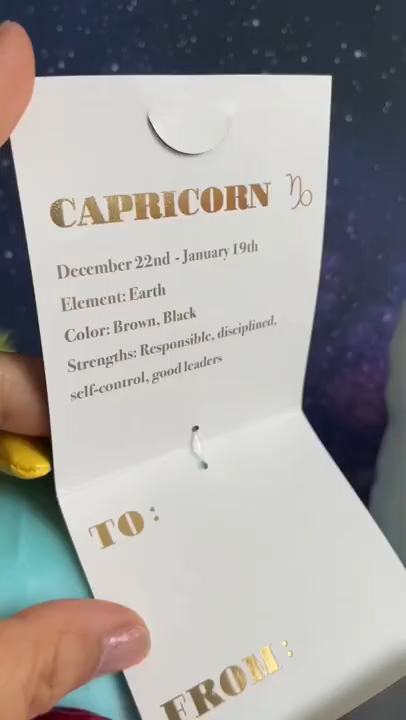 CAPRICORN ♑
December 22nd - January 19th
Element: Earth
Color: Brown, Black
Strengths: Responsible, disciplined,
self-control, good leaders
TO:
FROM: